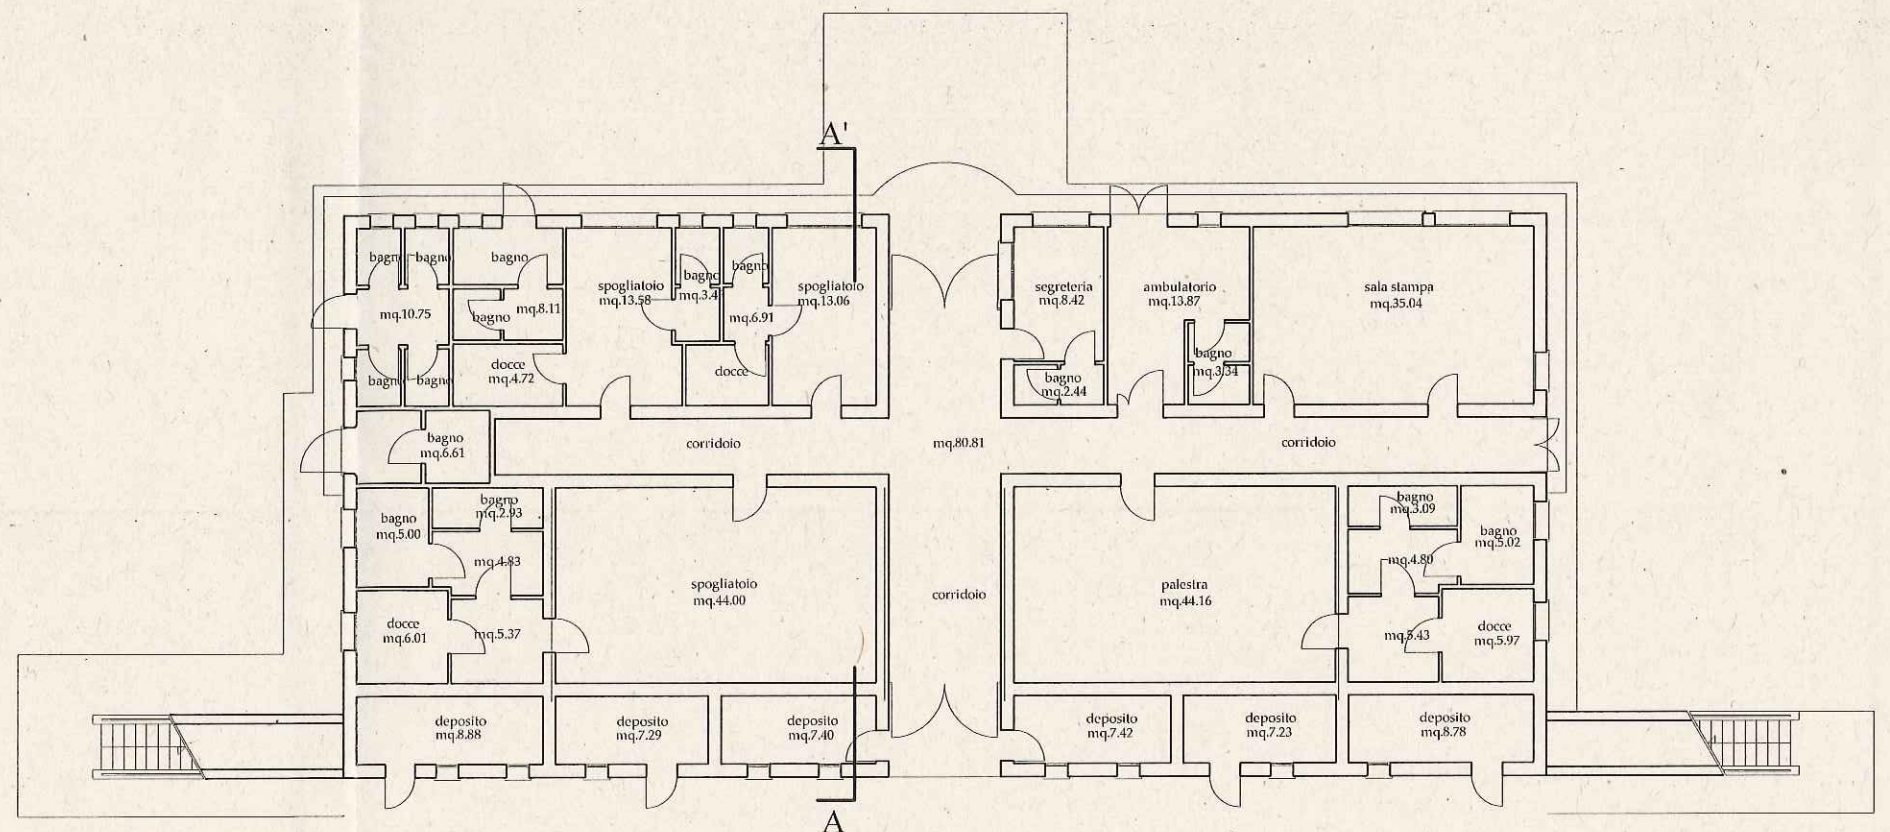 A'
bagno
bagno
bagno
bagno
mq.3.4
bagno
spogliatoio
mq.13.58
spogliatoio
mq.13.06
segreteria
mq.8.42
ambulatorio
mq.13.87
sala stampa
mq.35.04
mq.10.75
bagno
mq.8.11
mq.6.91
bagno
bagno
docce
mq.4.72
docce
bagno
mq.2.44
bagno
mq.3.34
bagno
mq.6.61
corridoio
mq.80.81
corridoio
bagno
mq.5.00
bagno
mq.2.93
mq.4.83
spogliatoio
mq.44.00
corridoio
palestra
mq.44.16
bagno
mq.3.09
bagno
mq.5.02
mq.4.80
docce
mq.6.01
mq.5.37
mq.5.43
docce
mq.5.97
deposito
mq.8.88
deposito
mq.7.29
deposito
mq.7.40
deposito
mq.7.42
deposito
mq.7.23
deposito
mq.8.78
A